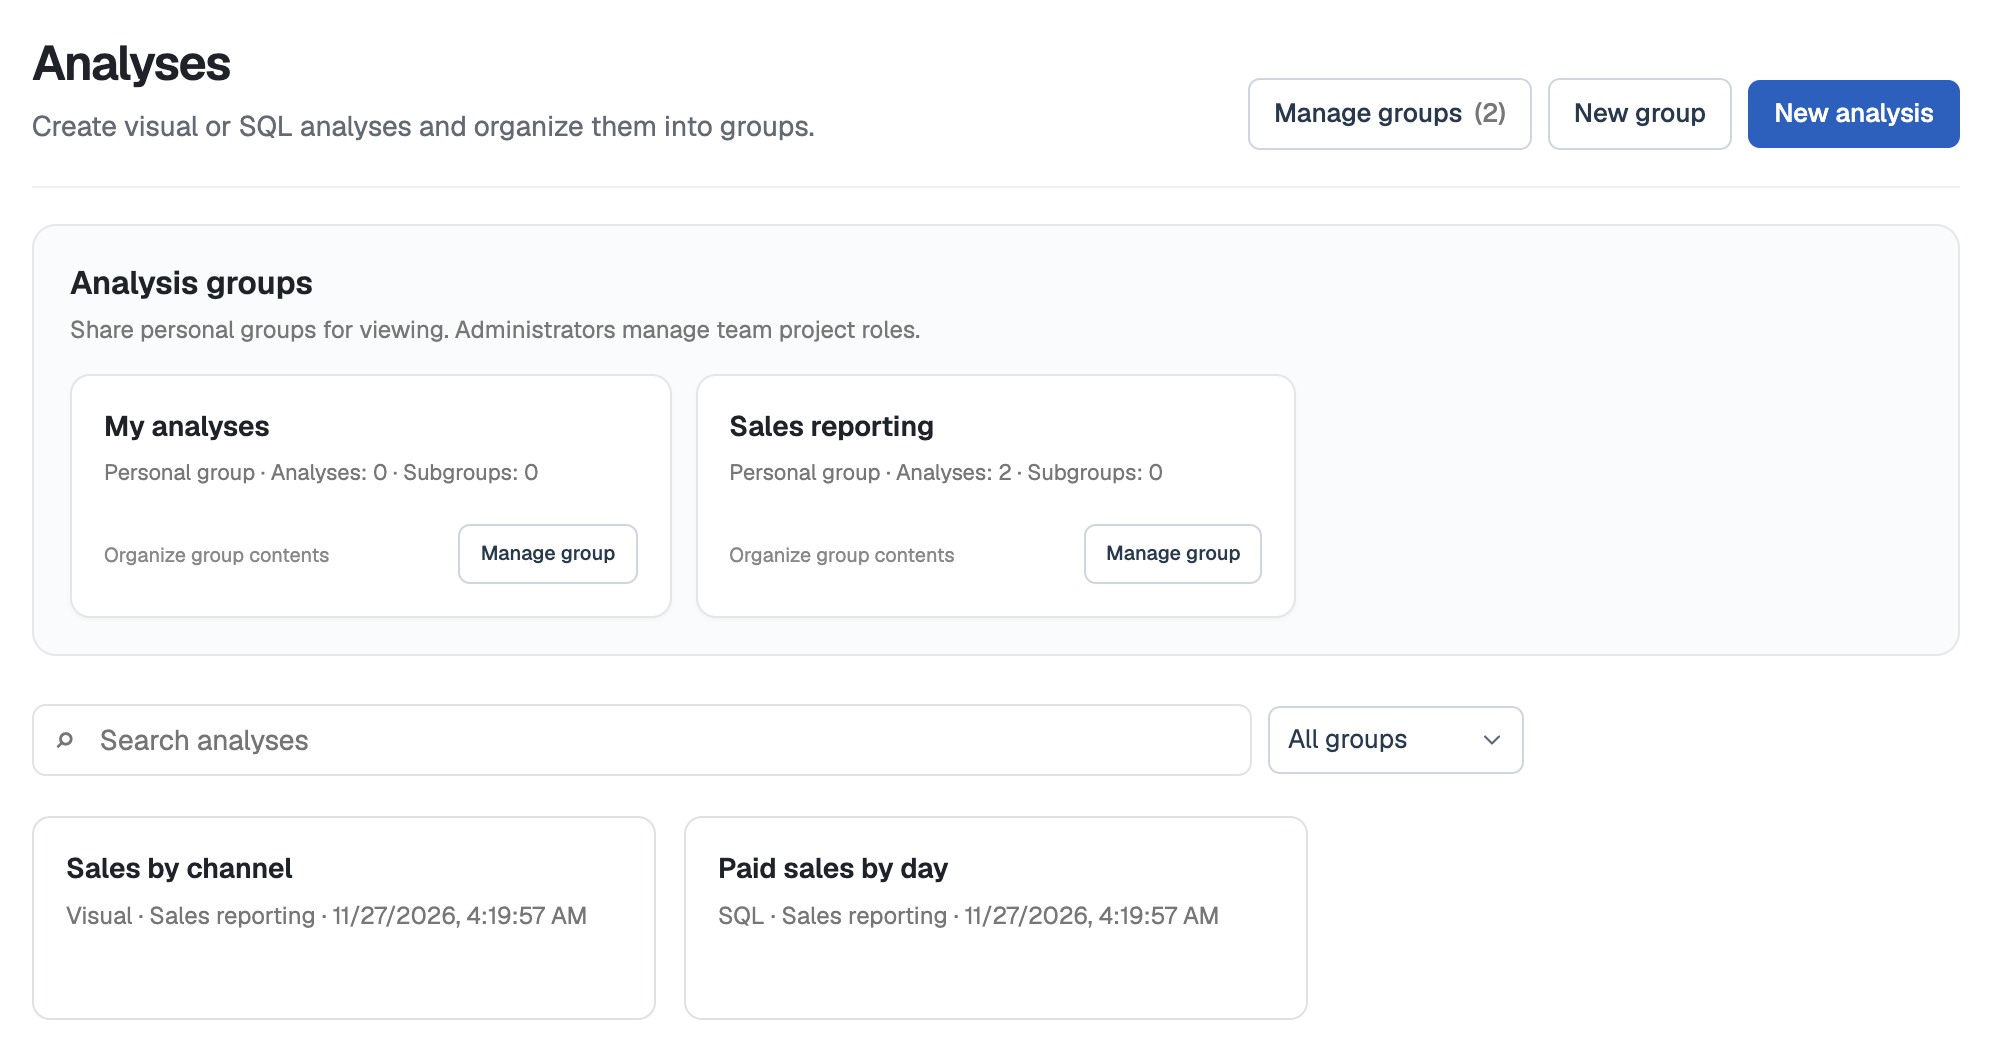 Analyses
Create visual or SQL analyses and organize them into groups.
Manage groups (2)
New group
New analysis
Analysis groups
Share personal groups for viewing. Administrators manage team project roles.
My analyses
Personal group · Analyses: 0 · Subgroups: 0
Organize group contents
Manage group
Sales reporting
Personal group · Analyses: 2 · Subgroups: 0
Organize group contents
Manage group
Search analyses
All groups
Sales by channel
Visual · Sales reporting · 11/27/2026, 4:19:57 AM
Paid sales by day
SQL · Sales reporting · 11/27/2026, 4:19:57 AM